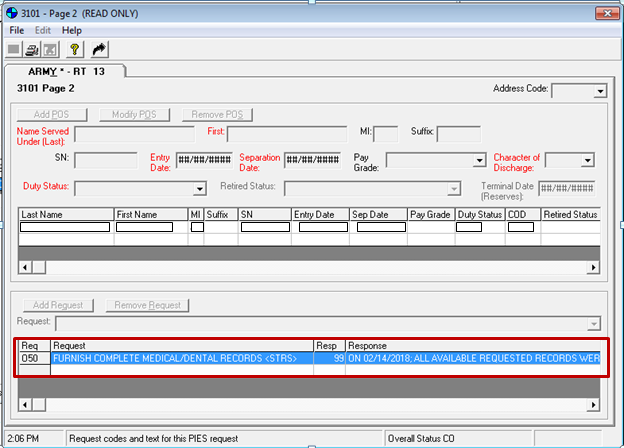 3101 - Page 2 (READ ONLY)
File Edit Help
ARMY * - RT 13
3101 Page 2
Address Code:
Add POS Modify POS Remove POS
Name Served Under (Last): First: MI: Suffix:
SN: Entry Date: ##/##/#### Separation Date: ##/##/#### Pay Grade: Character of Discharge:
Duty Status: Retired Status: Terminal Date (Reserves): ##/##/####
Last Name First Name MI Suffix SN Entry Date Sep Date Pay Grade Duty Status COD Retired Status
Add Request Remove Request
Request:
Req Request Resp Response
O50 FURNISH COMPLETE MEDICAL/DENTAL RECORDS <STRS> 99 ON 02/14/2018, ALL AVAILABLE REQUESTED RECORDS WER
2:06 PM Request codes and text for this PIES request Overall Status CO